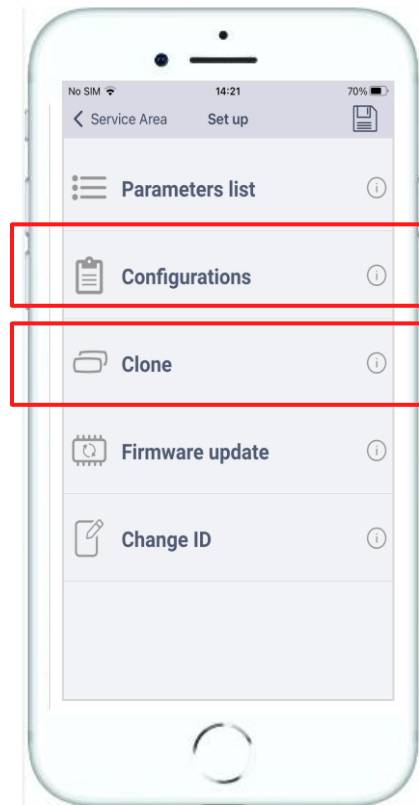 No SIM 14:21 70%
Service Area Set up
Parameters list
Configurations
Clone
Firmware update
Change ID